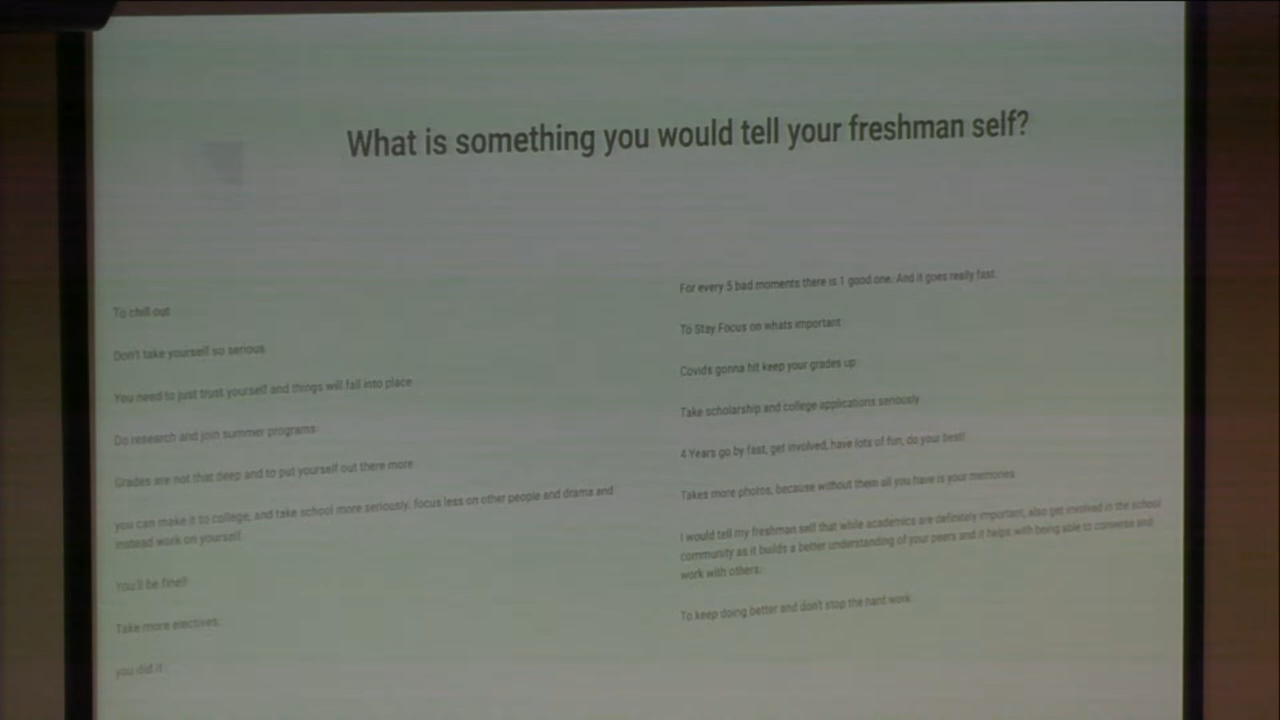 What is something you would tell your freshman self?
To chill out
Don't take yourself so serious
You need to just trust yourself and things will fall into place
Do research and join summer programs
Grades are not that deep and to put yourself out there more
you can make it to college, and take school more seriously. focus less on other people and drama and
instead work on yourself.
You'll be fine!!
Take more electives.
you did it
For every 5 bad moments there is 1 good one. And it goes really fast.
To Stay Focus on whats important
Covids gonna hit keep your grades up
Take scholarship and college applications seriously
4 Years go by fast, get involved, have lots of fun, do your best!
Takes more photos, because without them all you have is your memories
I would tell my freshman self that while academics are definitely important, also get involved in the school
community as it builds a better understanding of your peers and it helps with being able to converse and
work with others.
To keep doing better and don't stop the hard work